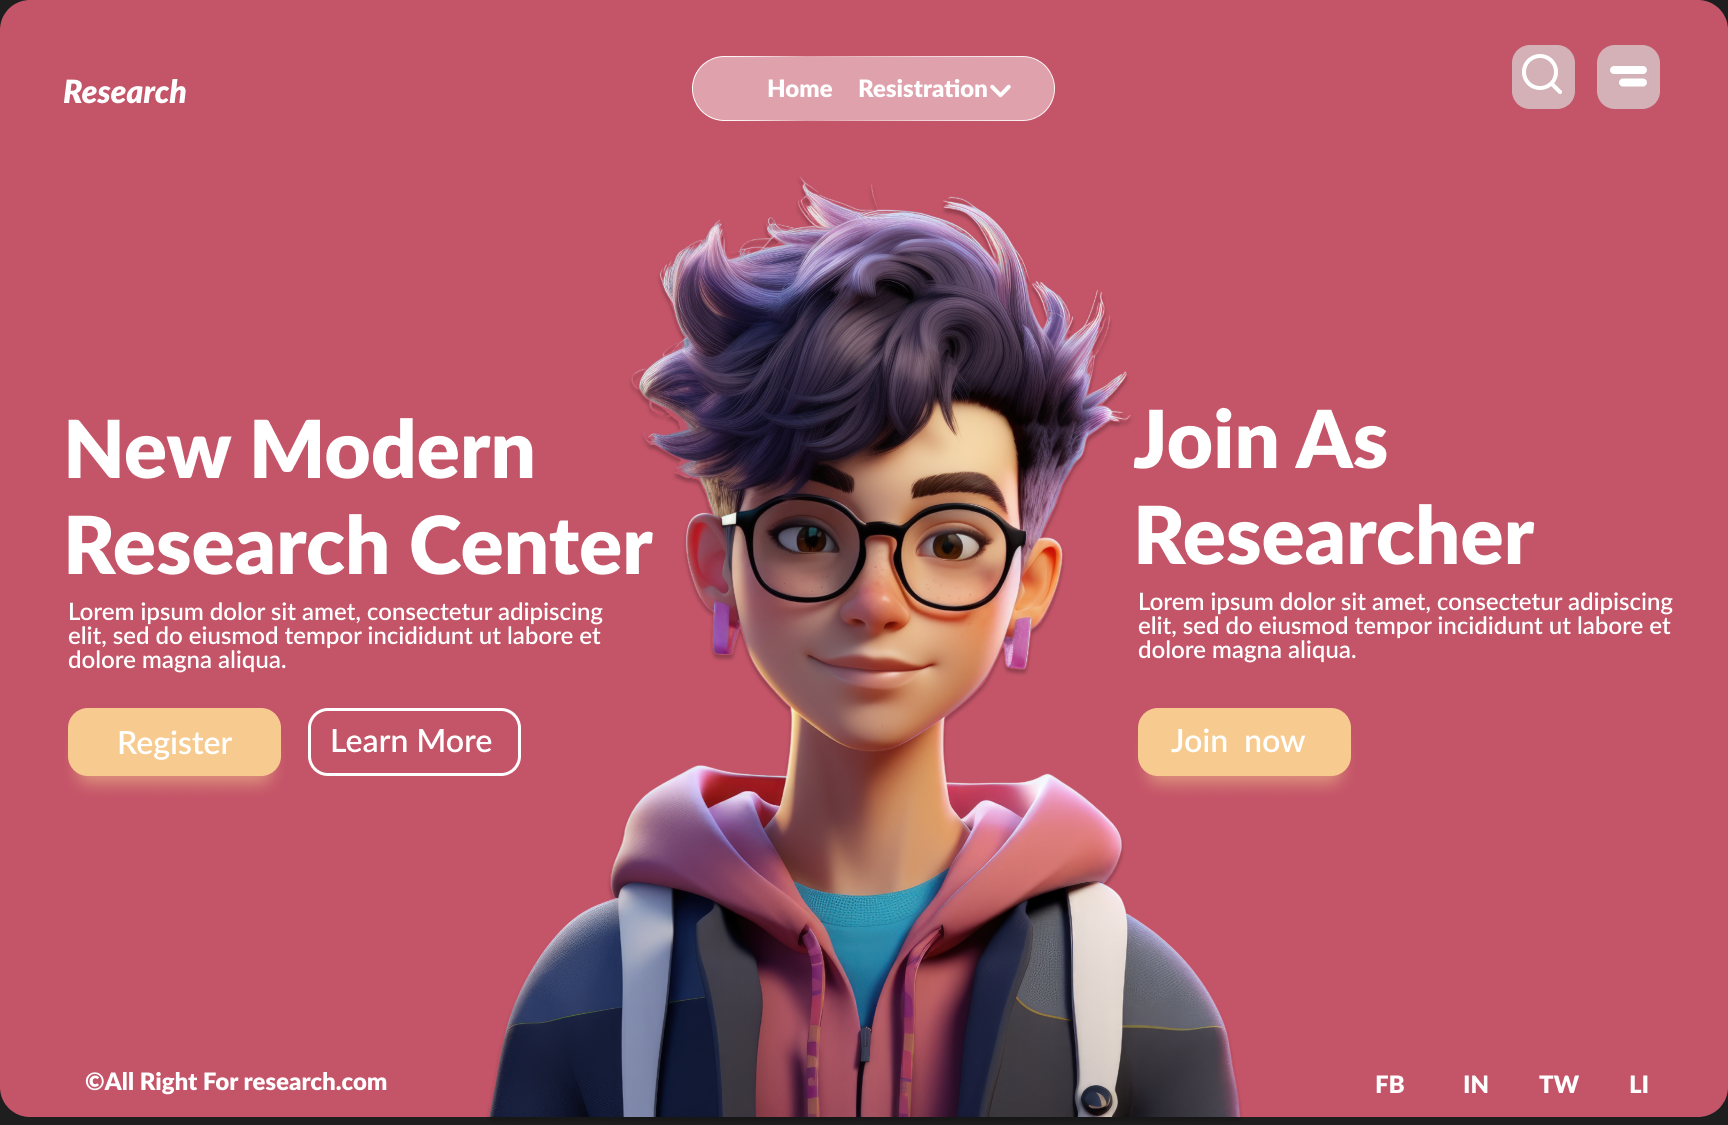 Research
Home Resistration
New Modern
Research Center
Lorem ipsum dolor sit amet, consectetur adipiscing
elit, sed do eiusmod tempor incididunt ut labore et
dolore magna aliqua.
Register
Learn More
Join As
Researcher
Lorem ipsum dolor sit amet, consectetur adipiscing
elit, sed do eiusmod tempor incididunt ut labore et
dolore magna aliqua.
Join now
©All Right For research.com
FB IN TW LI